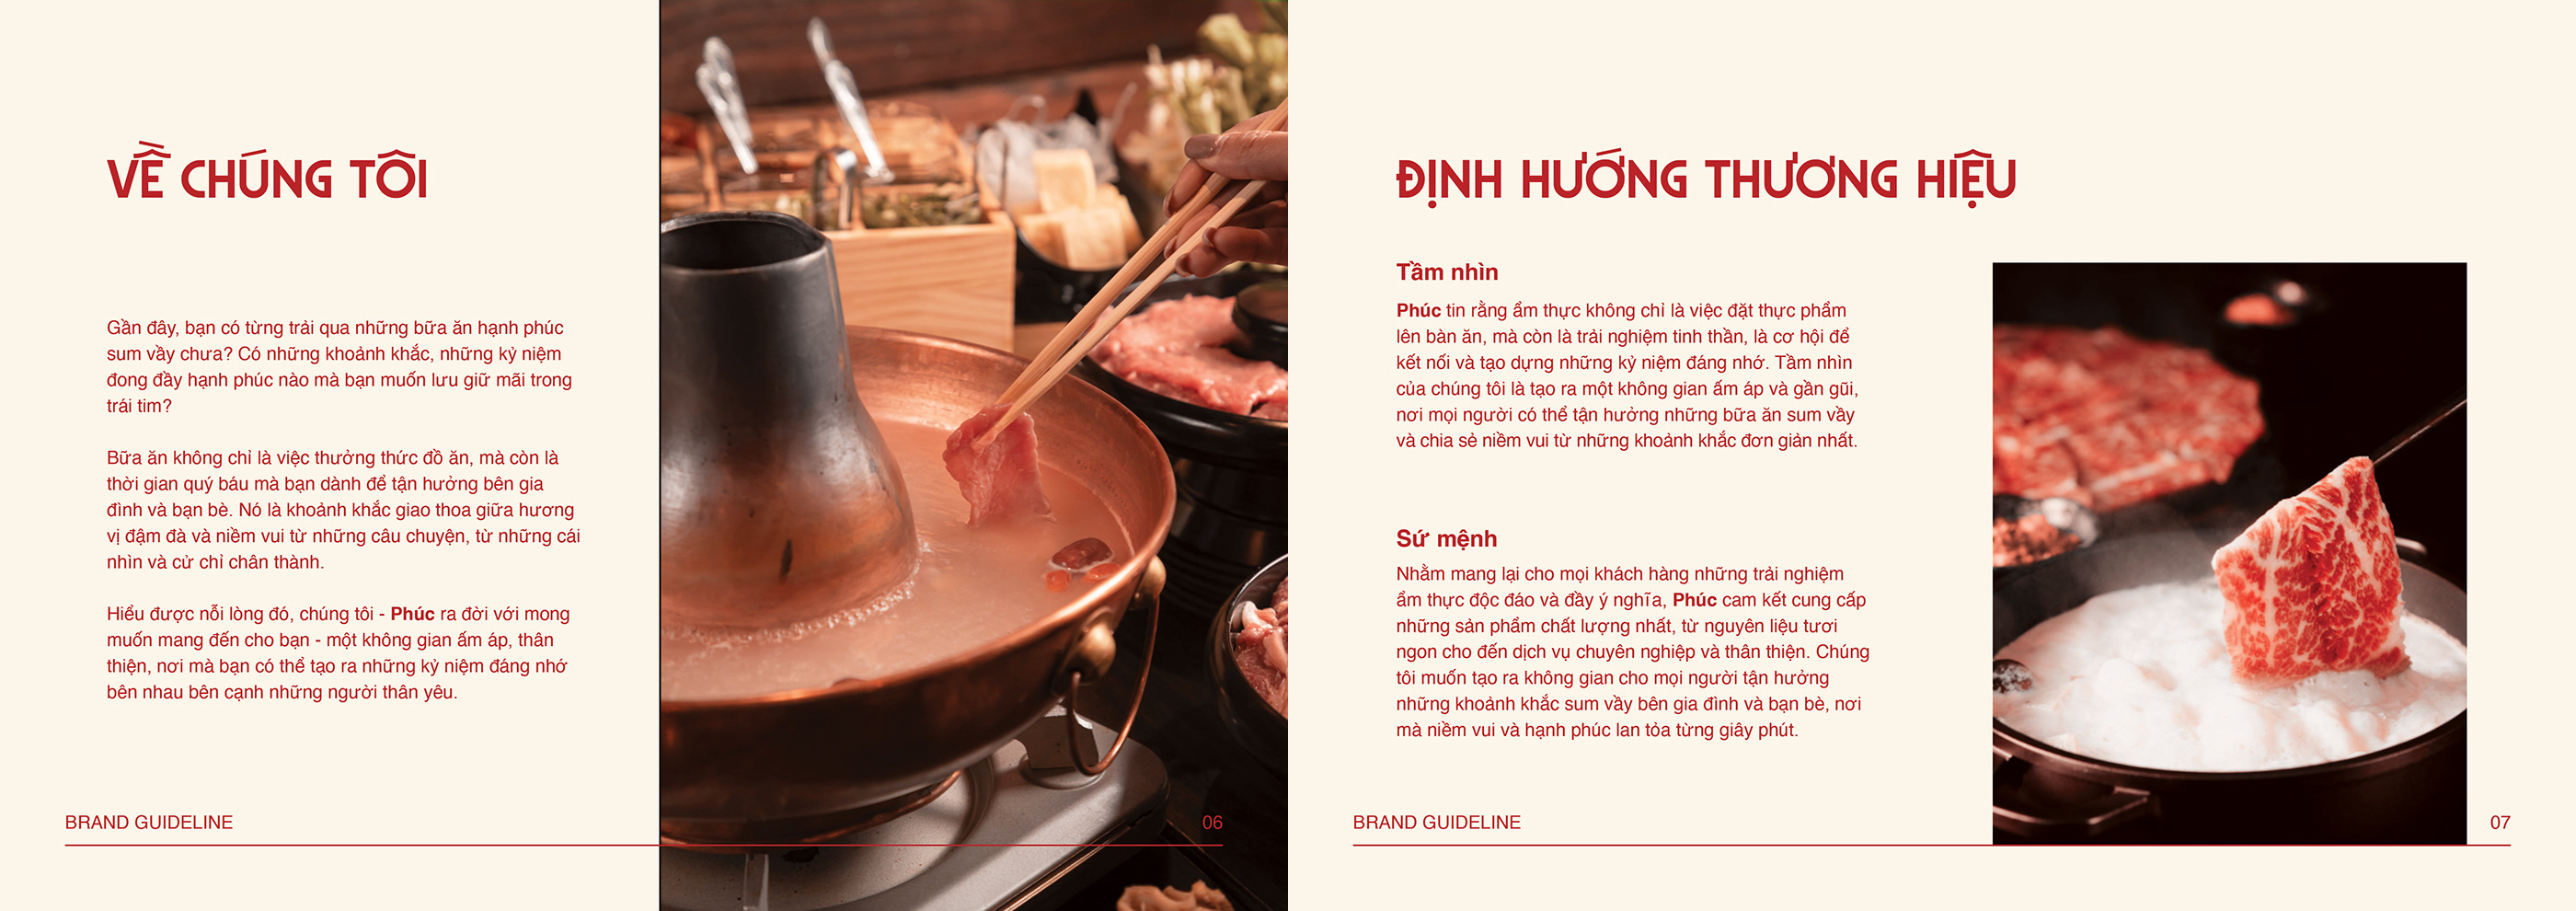 VỀ CHÚNG TÔI
Gần đây, bạn có từng trải qua những bữa ăn hạnh phúc
sum vầy chưa? Có những khoảnh khắc, những kỷ niệm
đong đầy hạnh phúc nào mà bạn muốn lưu giữ mãi trong
trái tim?
Bữa ăn không chỉ là việc thưởng thức đồ ăn, mà còn là
thời gian quý báu mà bạn dành để tận hưởng bên gia
đình và bạn bè. Nó là khoảnh khắc giao thoa giữa hương
vị đậm đà và niềm vui từ những câu chuyện, từ những cái
nhìn và cử chỉ chân thành.
Hiểu được nỗi lòng đó, chúng tôi - Phúc ra đời với mong
muốn mang đến cho bạn - một không gian ấm áp, thân
thiện, nơi mà bạn có thể tạo ra những kỷ niệm đáng nhớ
bên nhau bên cạnh những người thân yêu.
BRAND GUIDELINE
06
ĐỊNH HƯỚNG THƯƠNG HIỆU
Tầm nhìn
Phúc tin rằng ẩm thực không chỉ là việc đặt thực phẩm
lên bàn ăn, mà còn là trải nghiệm tinh thần, là cơ hội để
kết nối và tạo dựng những kỷ niệm đáng nhớ. Tầm nhìn
của chúng tôi là tạo ra một không gian ấm áp và gần gũi,
nơi mọi người có thể tận hưởng những bữa ăn sum vầy
và chia sẻ niềm vui từ những khoảnh khắc đơn giản nhất.
Sứ mệnh
Nhằm mang lại cho mọi khách hàng những trải nghiệm
ẩm thực độc đáo và đầy ý nghĩa, Phúc cam kết cung cấp
những sản phẩm chất lượng nhất, từ nguyên liệu tươi
ngon cho đến dịch vụ chuyên nghiệp và thân thiện. Chúng
tôi muốn tạo ra không gian cho mọi người tận hưởng
những khoảnh khắc sum vầy bên gia đình và bạn bè, nơi
mà niềm vui và hạnh phúc lan tỏa từng giây phút.
BRAND GUIDELINE
07